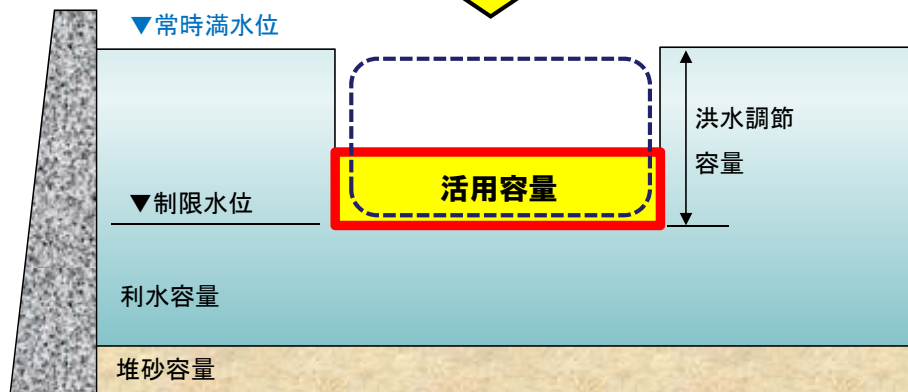 ▼常時満水位
洪水調節
容量
活用容量
▼制限水位
利水容量
堆砂容量